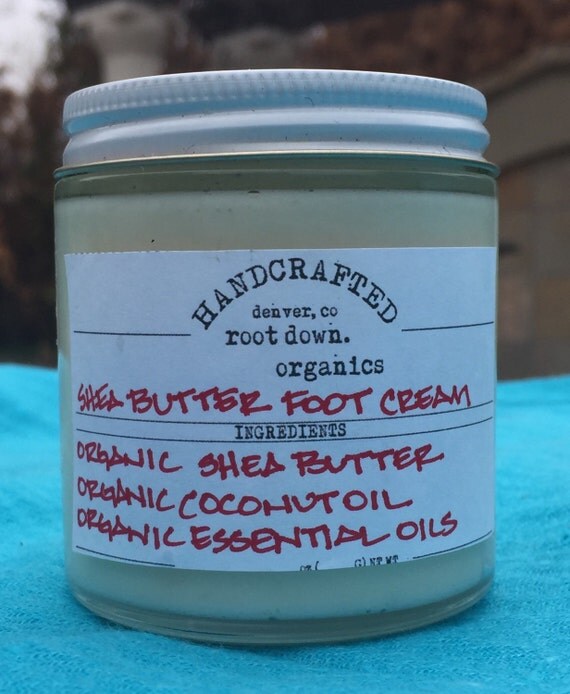 HANDCRAFTED
denver, co
root down.
organics
SHEA BUTTER FOOT CREAM
INGREDIENTS
ORGANIC SHEA BUTTER
ORGANIC COCONUT OIL
ORGANIC ESSENTIAL OILS
G) NT WT